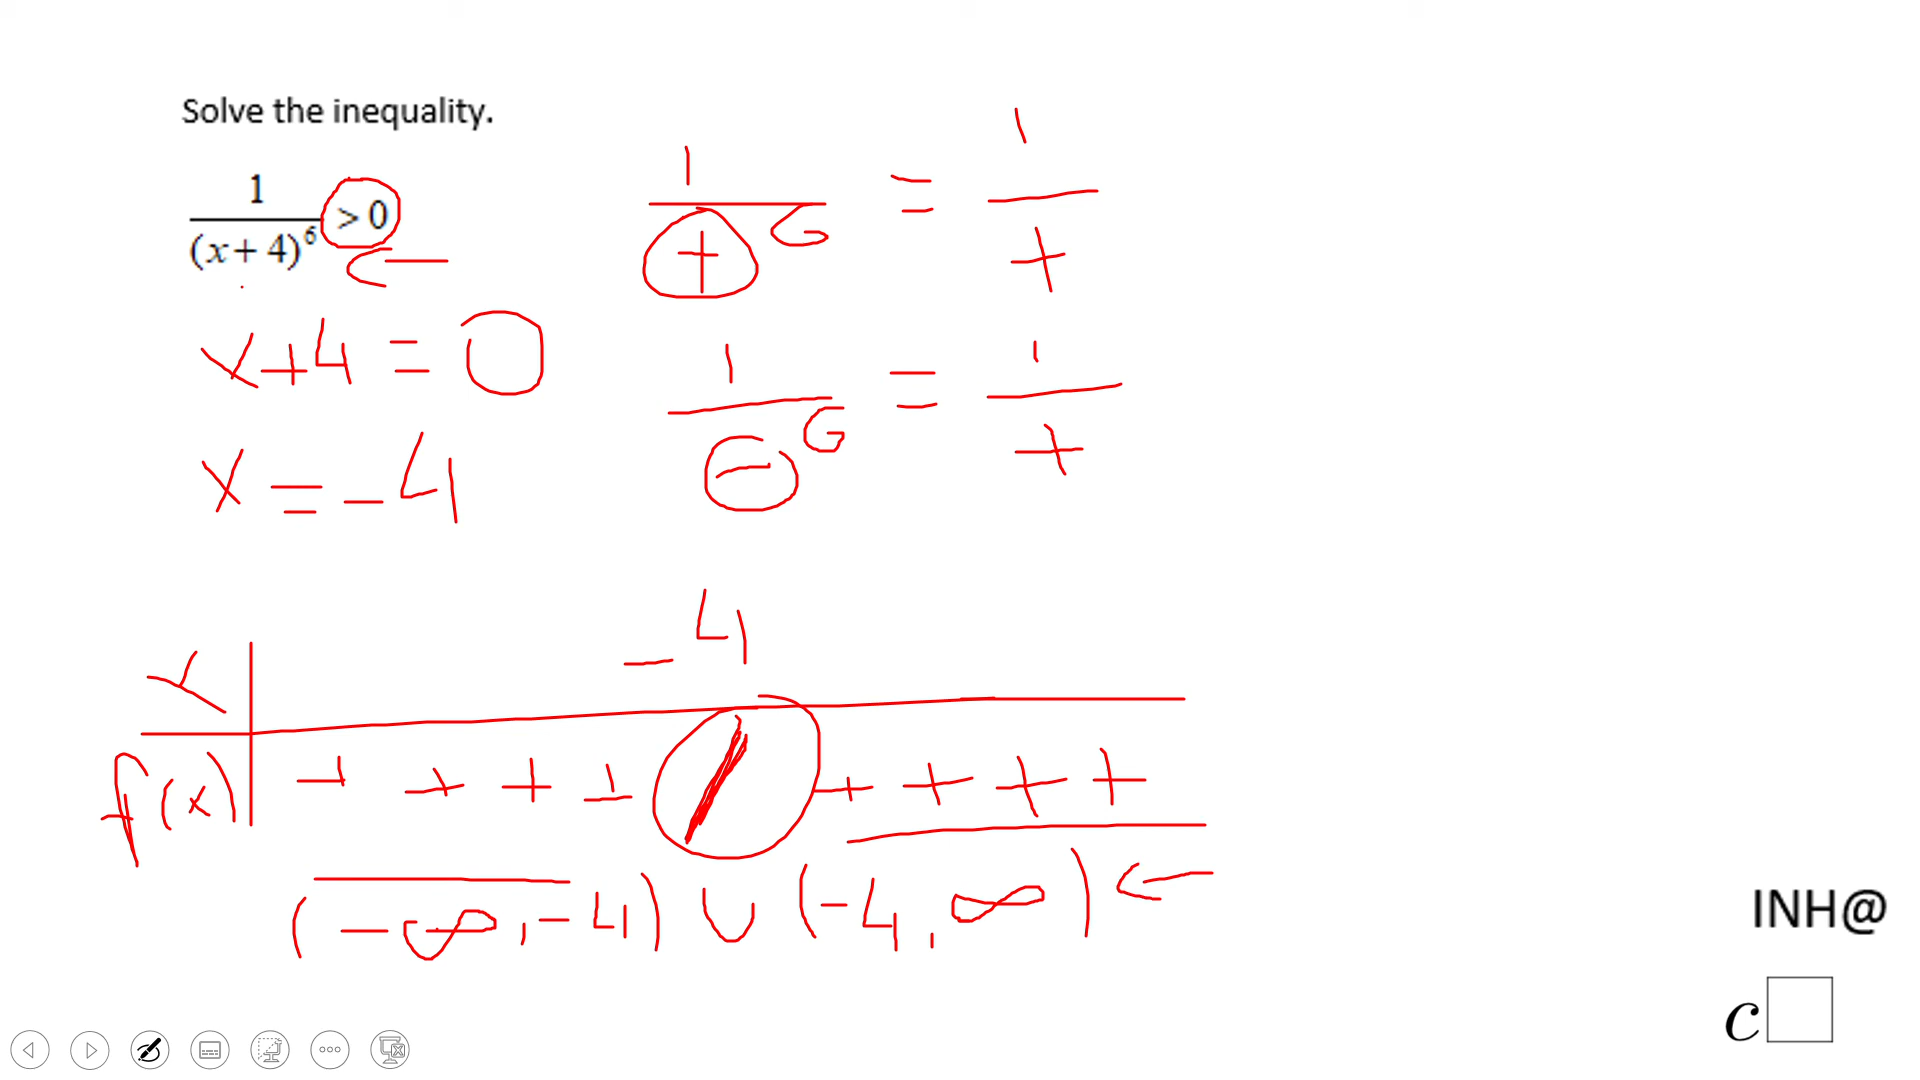 Solve the inequality.
1/(x+4)^6 > 0
x+4 = 0
x = -4
1/(+)^6 = 1/+
1/(-)^6 = 1/+
x | -4
f(x) | + + + + / + + + +
(-∞, -4) ∪ (-4, ∞)
INH@
c